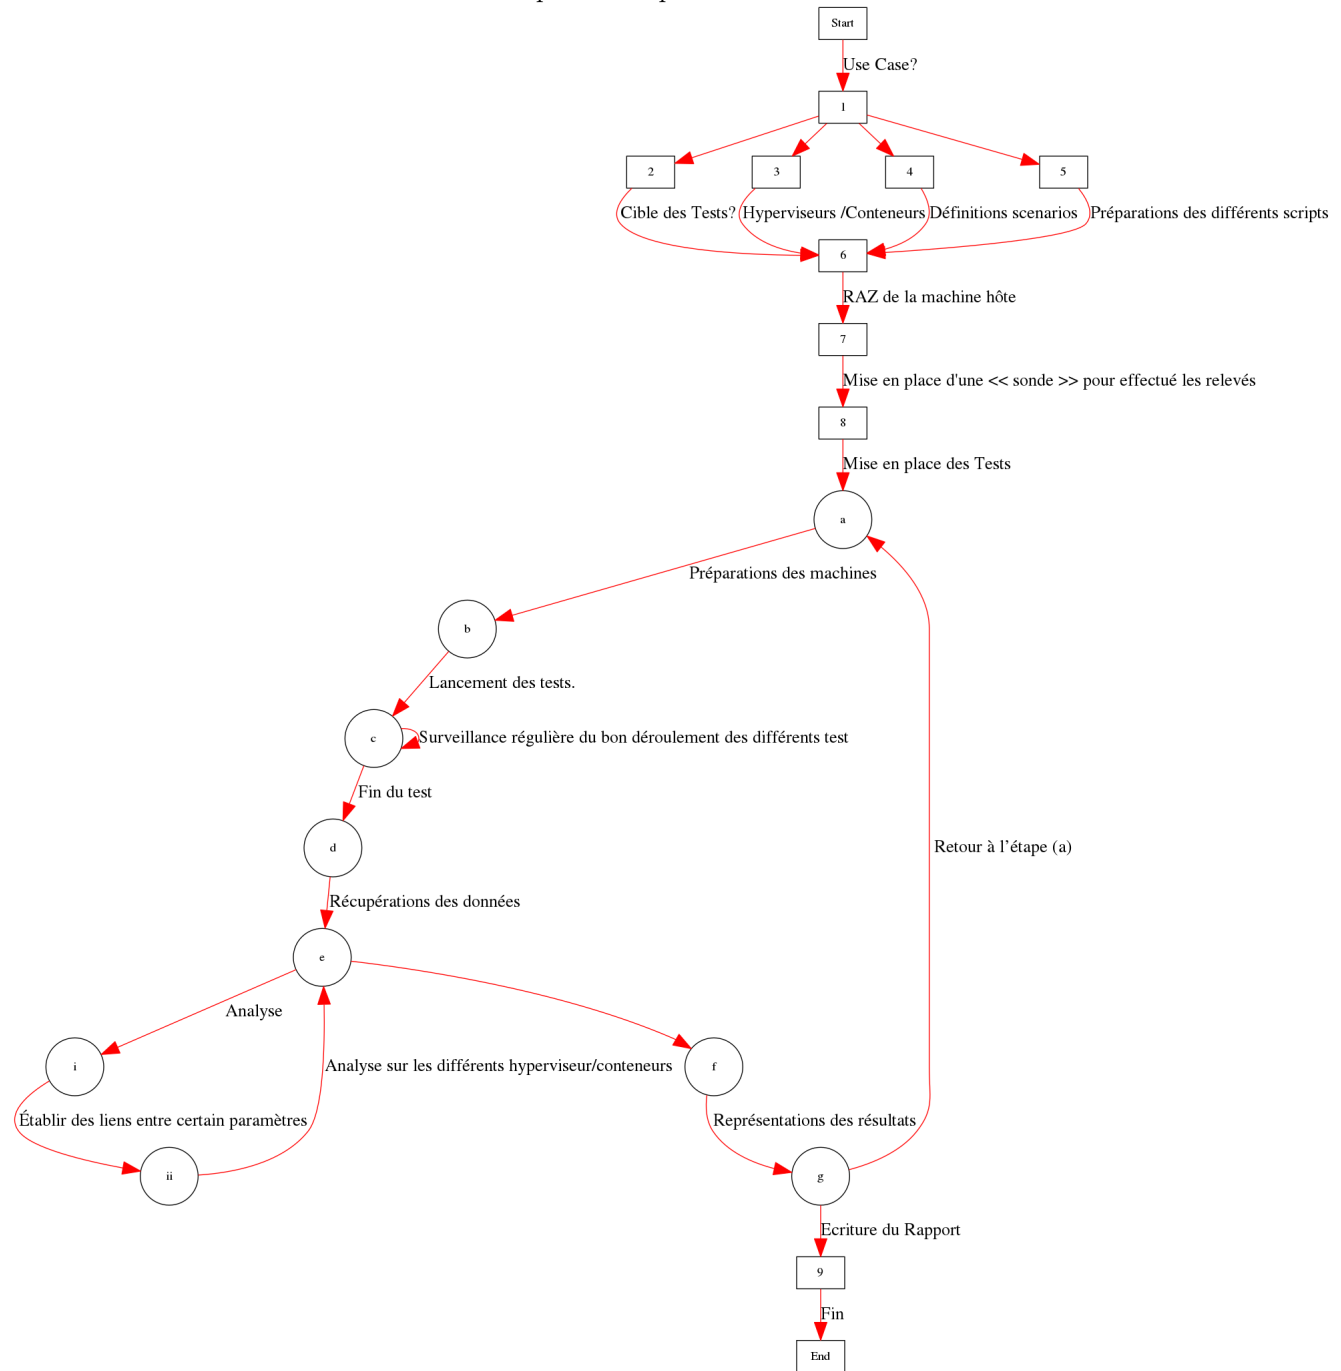 Start
Use Case?
1
2
3
4
5
Cible des Tests?
Hyperviseurs /Conteneurs
Définitions scenarios
Préparations des différents scripts
6
RAZ de la machine hôte
7
Mise en place d'une << sonde >> pour effectué les relevés
8
Mise en place des Tests
a
Préparations des machines
b
Lancement des tests.
c
Surveillance régulière du bon déroulement des différents test
Fin du test
d
Retour à l'étape (a)
Récupérations des données
e
Analyse
i
Analyse sur les différents hyperviseur/conteneurs
f
Établir des liens entre certain paramètres
Représentations des résultats
ii
g
Ecriture du Rapport
9
Fin
End